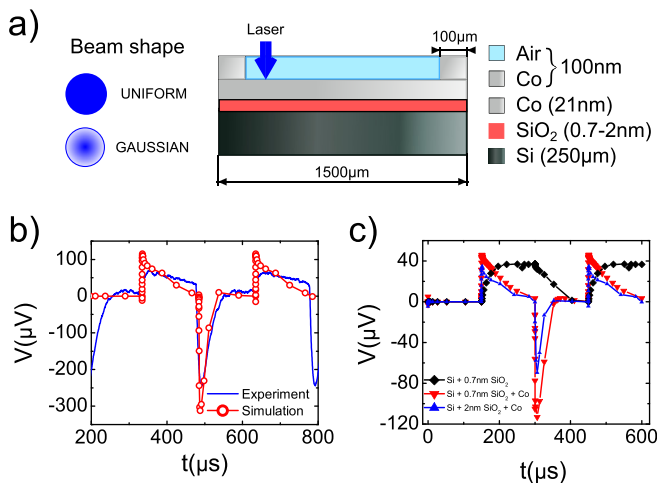 a)
Beam shape
UNIFORM
GAUSSIAN
Laser
100µm
1500µm
Air
Co
100nm
Co (21nm)
SiO₂ (0.7-2nm)
Si (250µm)
b)
V(µV)
100
0
-100
-200
-300
200 400 600 800
t(µs)
Experiment
Simulation
c)
V(µV)
40
0
-40
-80
-120
0 200 400 600
t(µs)
Si + 0.7nm SiO₂
Si + 0.7nm SiO₂ + Co
Si + 2nm SiO₂ + Co